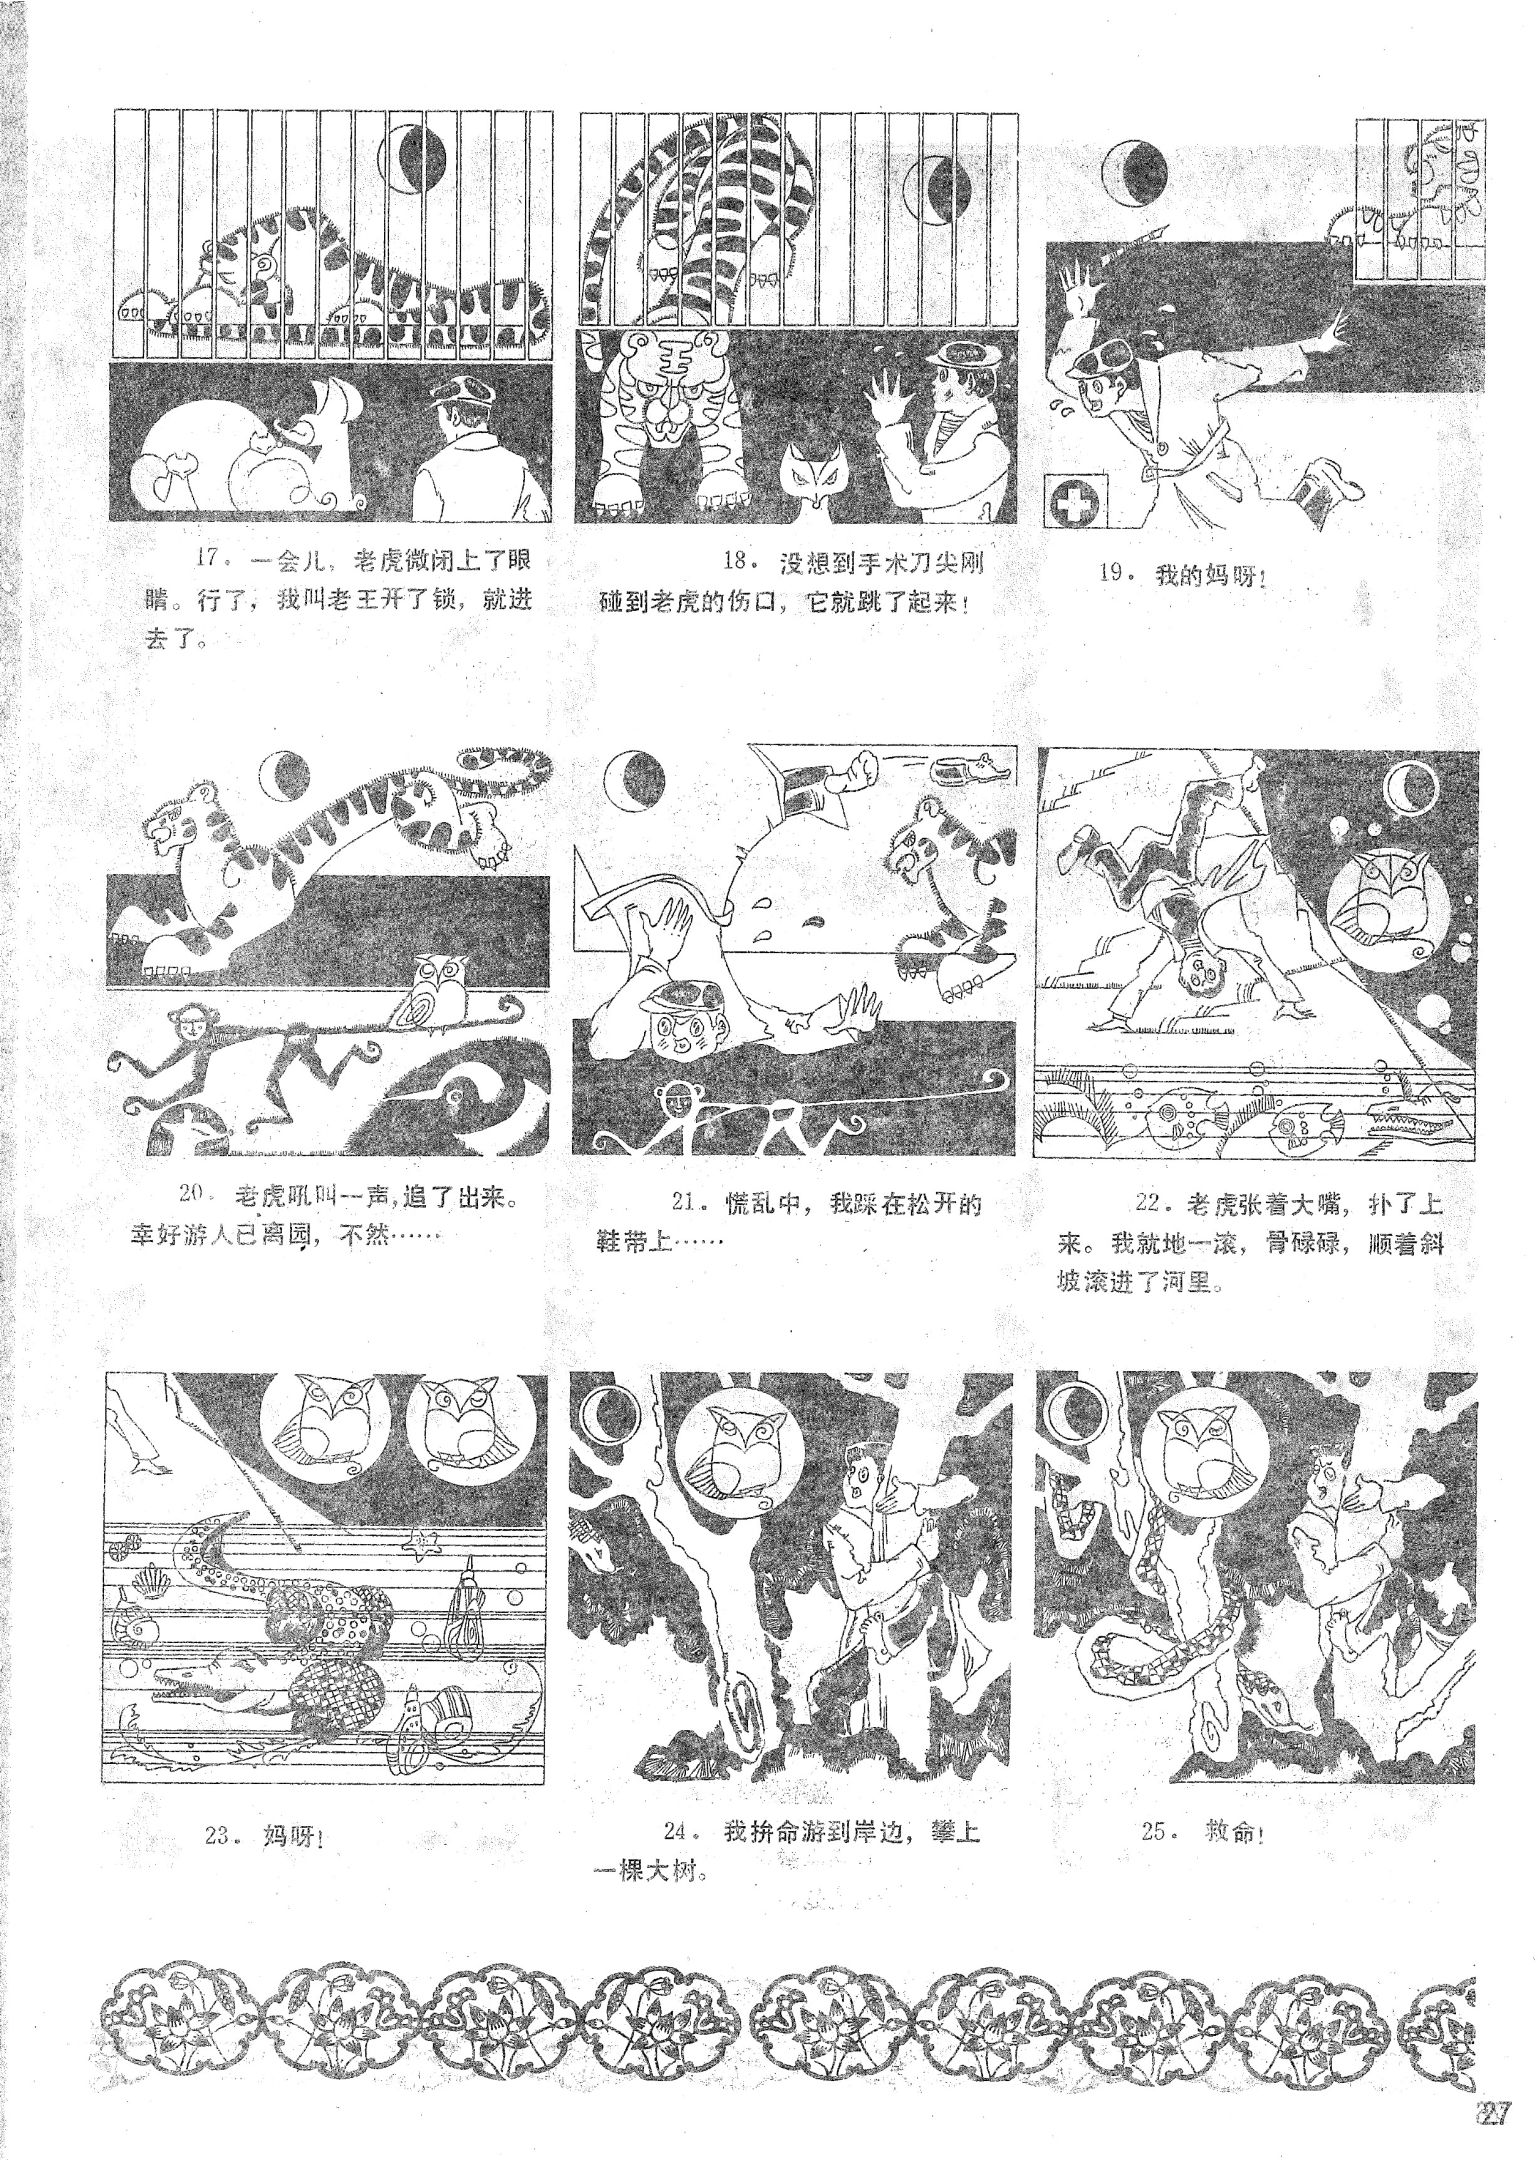 17. 一会儿，老虎微闭上了眼
睛。行了，我叫老王开了锁，就进
去了。
18. 没想到手术刀尖刚
碰到老虎的伤口，它就跳了起来！
19. 我的妈呀！
20. 老虎吼叫一声，追了出来。
幸好游人已离园，不然……
21. 慌乱中，我踩在松开的
鞋带上……
22. 老虎张着大嘴，扑了上
来。我就地一滚，骨碌碌，顺着斜
坡滚进了河里。
23. 妈呀！
24. 我拚命游到岸边，攀上
一棵大树。
25. 救命！
王
27